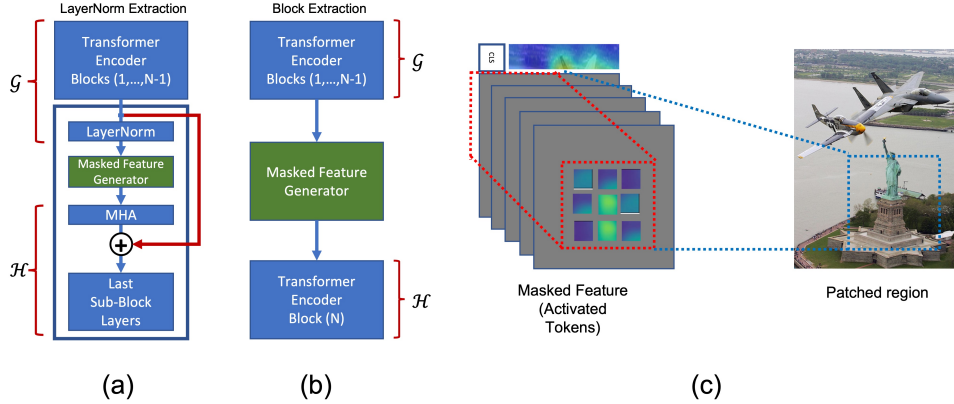 LayerNorm Extraction
𝒢
Transformer
Encoder
Blocks (1,…,N-1)
LayerNorm
Masked Feature
Generator
MHA
+
ℋ
Last
Sub-Block
Layers
(a)
Block Extraction
Transformer
Encoder
Blocks (1,…,N-1)
𝒢
Masked Feature
Generator
Transformer
Encoder
Block (N)
ℋ
(b)
CLS
Masked Feature
(Activated
Tokens)
Patched region
(c)